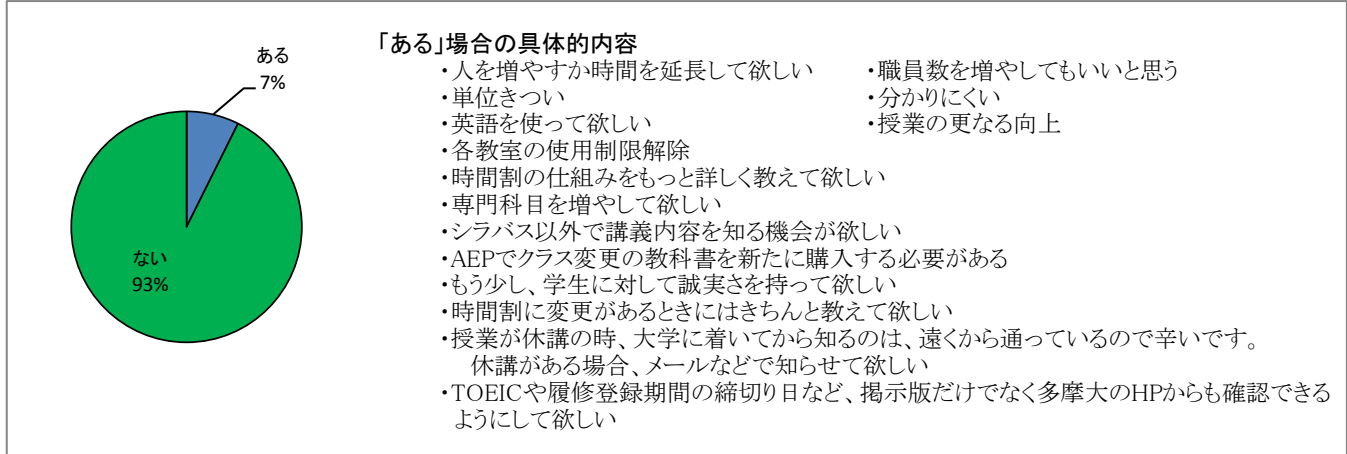 ある
7%
ない
93%
「ある」場合の具体的内容
・人を増やすか時間を延長して欲しい ・職員数を増やしてもいいと思う
・単位きつい ・分かりにくい
・英語を使って欲しい ・授業の更なる向上
・各教室の使用制限解除
・時間割の仕組みをもっと詳しく教えて欲しい
・専門科目を増やして欲しい
・シラバス以外で講義内容を知る機会が欲しい
・AEPでクラス変更の教科書を新たに購入する必要がある
・もう少し、学生に対して誠実さを持って欲しい
・時間割に変更があるときにはきちんと教えて欲しい
・授業が休講の時、大学に着いてから知るのは、遠くから通っているので辛いです。
休講がある場合、メールなどで知らせて欲しい
・TOEICや履修登録期間の締切り日など、掲示版だけでなく多摩大のHPからも確認できる
ようにして欲しい